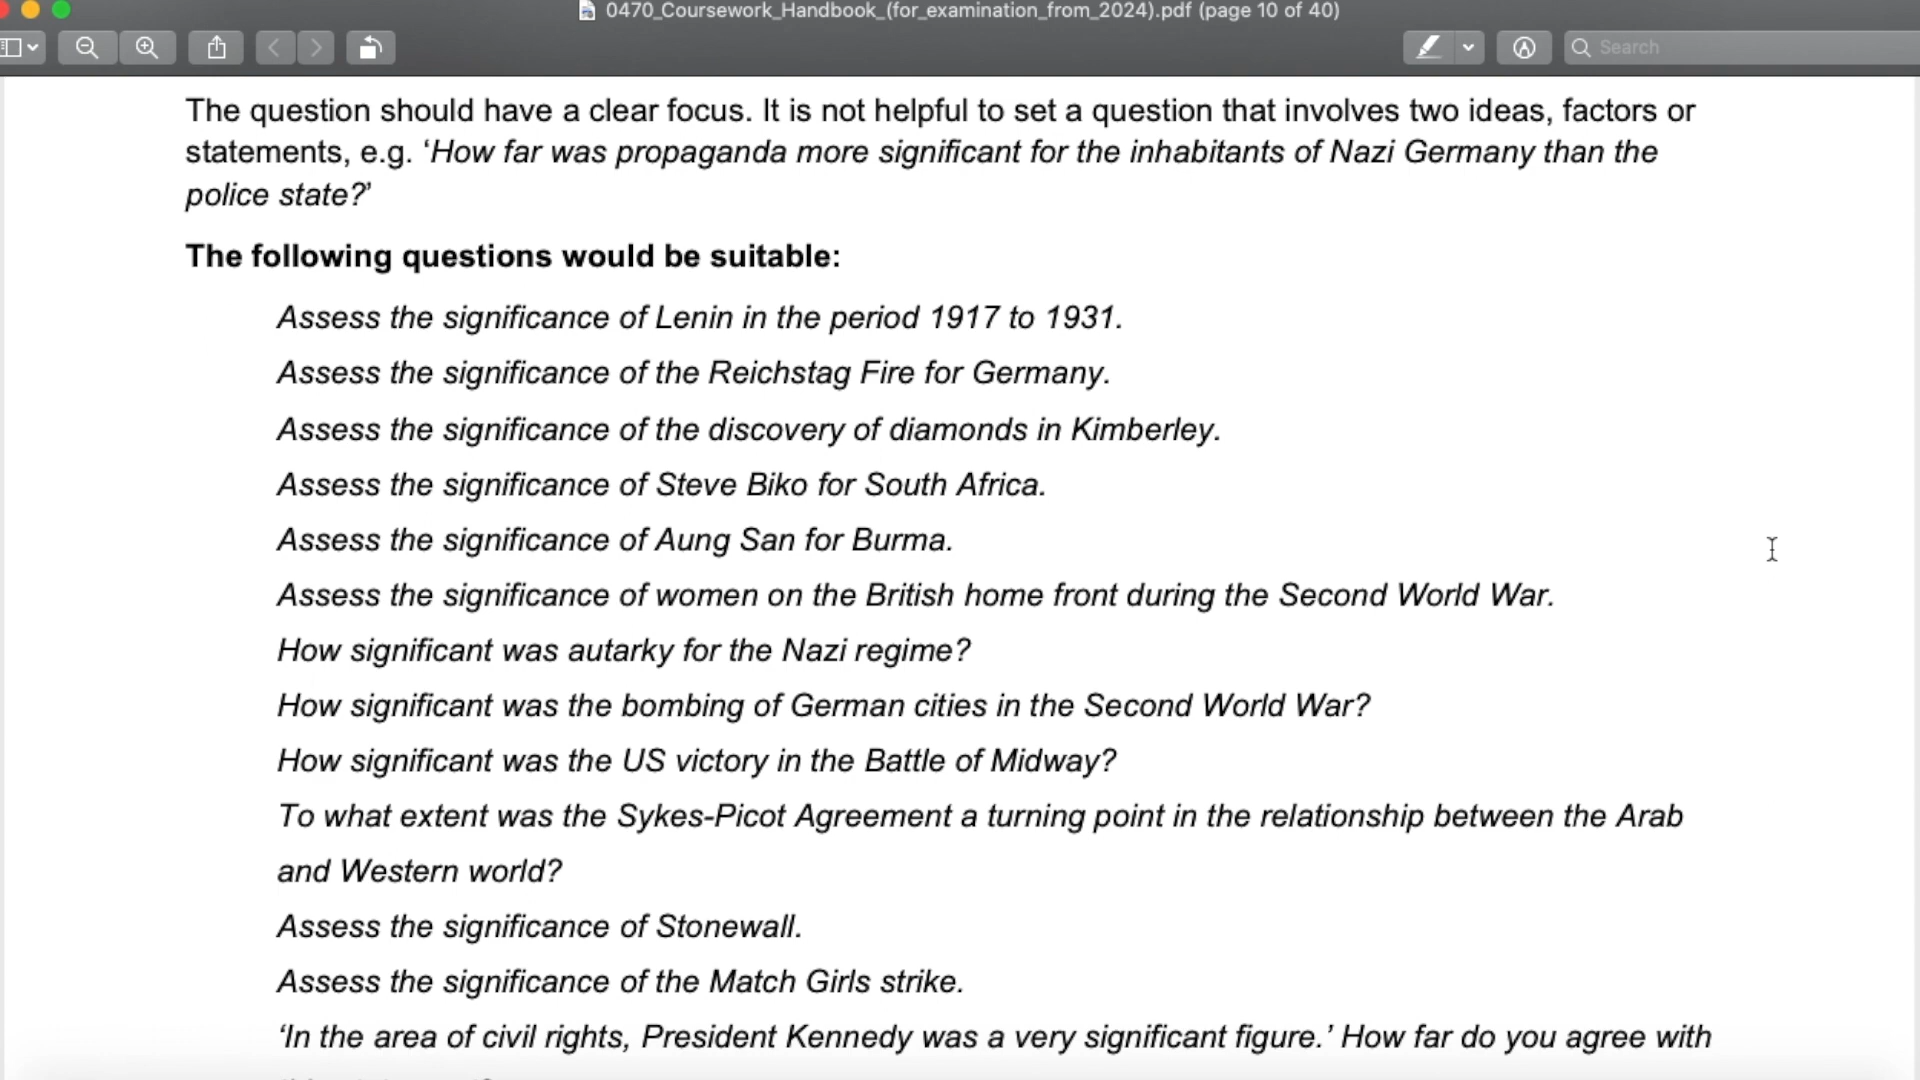 0470_Coursework_Handbook_(for_examination_from_2024).pdf (page 10 of 40)
Search
The question should have a clear focus. It is not helpful to set a question that involves two ideas, factors or
statements, e.g. ‘How far was propaganda more significant for the inhabitants of Nazi Germany than the
police state?’
The following questions would be suitable:
Assess the significance of Lenin in the period 1917 to 1931.
Assess the significance of the Reichstag Fire for Germany.
Assess the significance of the discovery of diamonds in Kimberley.
Assess the significance of Steve Biko for South Africa.
Assess the significance of Aung San for Burma.
Assess the significance of women on the British home front during the Second World War.
How significant was autarky for the Nazi regime?
How significant was the bombing of German cities in the Second World War?
How significant was the US victory in the Battle of Midway?
To what extent was the Sykes-Picot Agreement a turning point in the relationship between the Arab
and Western world?
Assess the significance of Stonewall.
Assess the significance of the Match Girls strike.
‘In the area of civil rights, President Kennedy was a very significant figure.’ How far do you agree with